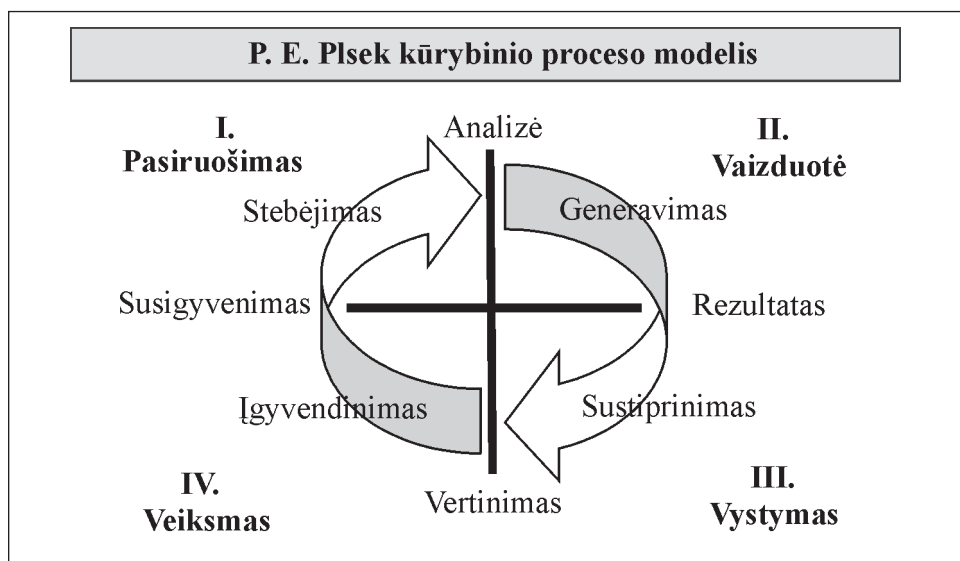 P. E. Plsek kūrybinio proceso modelis
I.
Pasiruošimas
Analizė
II.
Vaizduotė
Stebėjimas
Generavimas
Susigyvenimas
Rezultatas
Įgyvendinimas
Sustiprinimas
IV.
Veiksmas
Vertinimas
III.
Vystymas